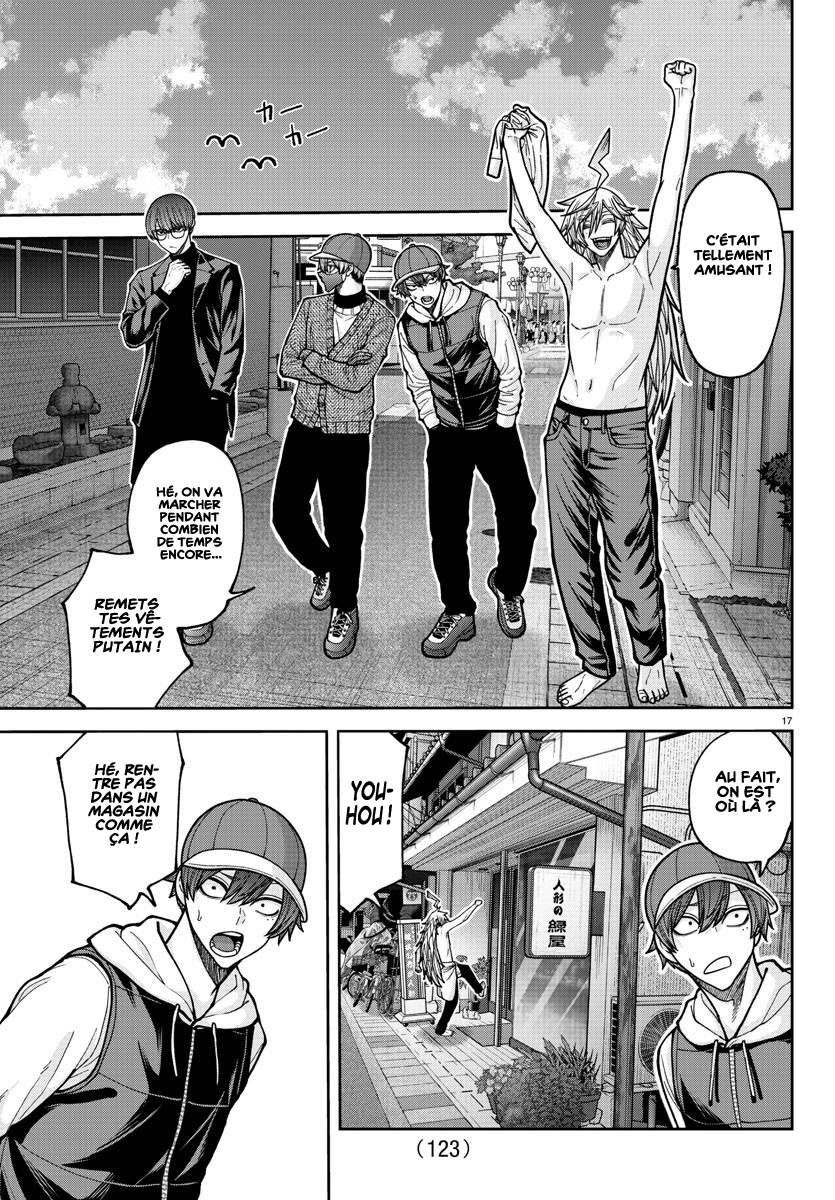 カー
カー
C'ÉTAIT
TELLEMENT
AMUSANT !
HÉ, ON VA
MARCHER
PENDANT
COMBIEN
DE TEMPS
ENCORE...
REMETS
TES VÊ-
TEMENTS
PUTAIN !
17
AU FAIT,
ON EST
OÙ LÀ ?
YOU-
HOU !
人形の
緑屋
HÉ, REN-
TRE PAS
DANS UN
MAGASIN
COMME
ÇA !
(123)